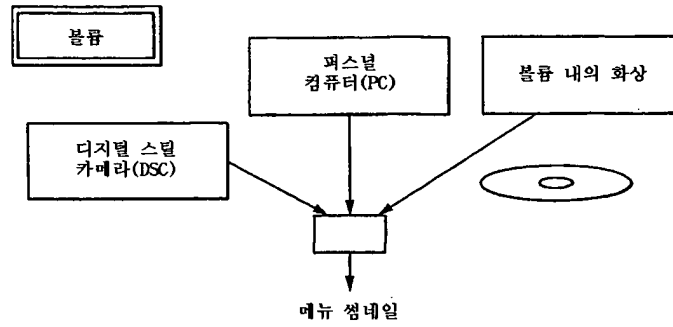 볼륨
퍼스널
컴퓨터(PC)
볼륨 내의 화상
디지털 스틸
카메라(DSC)
메뉴 썸네일